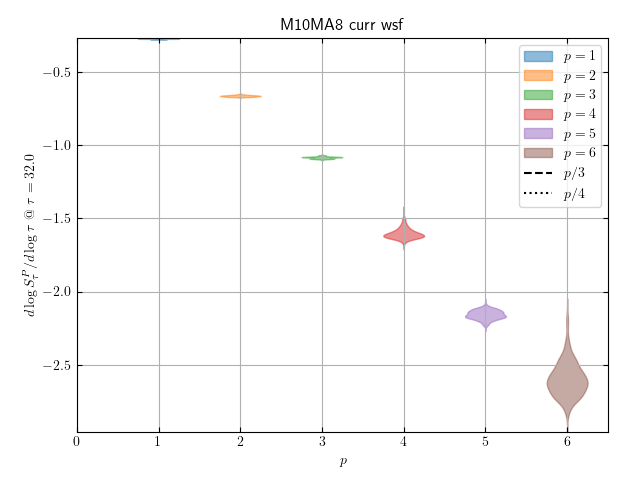 M10MA8 curr wsf
d log S_τ^P / d log τ @ τ = 32.0
−0.5
−1.0
−1.5
−2.0
−2.5
0 1 2 3 4 5 6
p
p = 1
p = 2
p = 3
p = 4
p = 5
p = 6
p/3
p/4